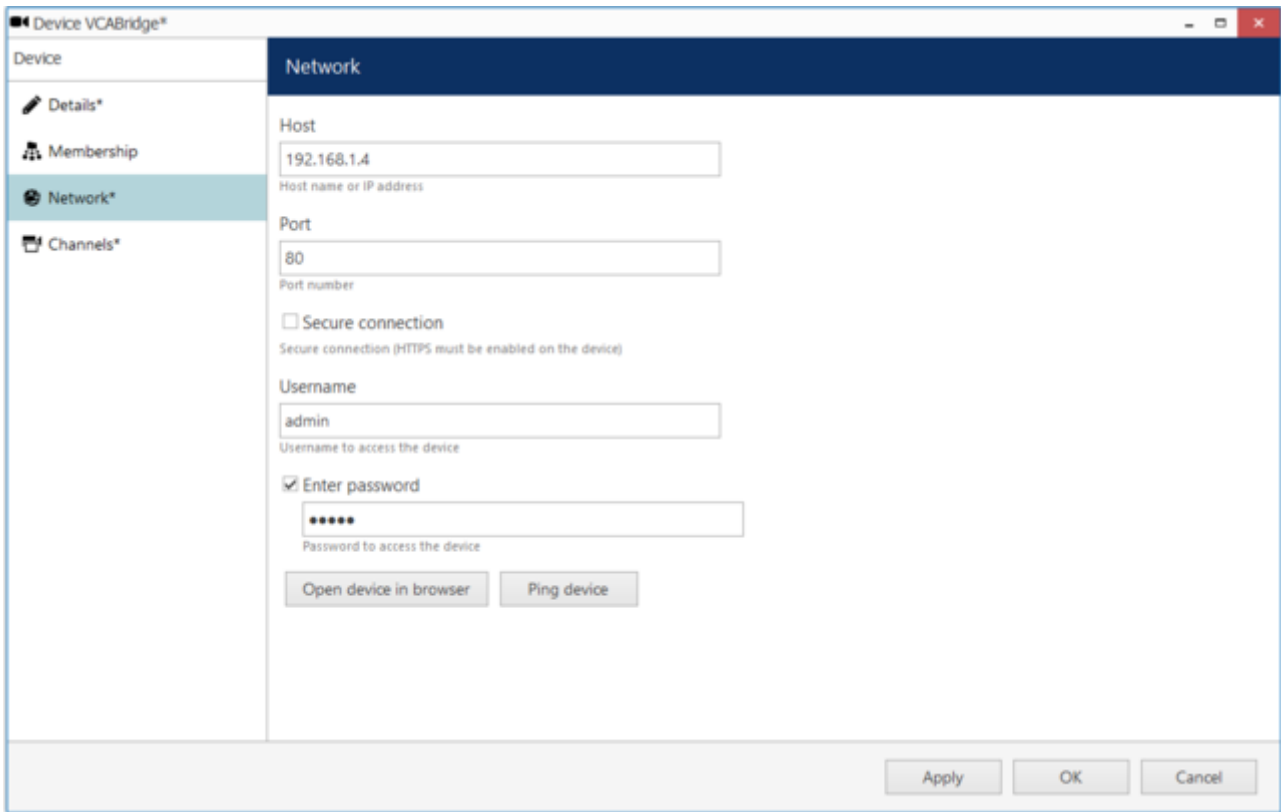 Device VCABridge*
Device
Details*
Membership
Network*
Channels*
Network
Host
192.168.1.4
Host name or IP address
Port
80
Port number
Secure connection
Secure connection (HTTPS must be enabled on the device)
Username
admin
Username to access the device
Enter password
•••••
Password to access the device
Open device in browser Ping device
Apply OK Cancel